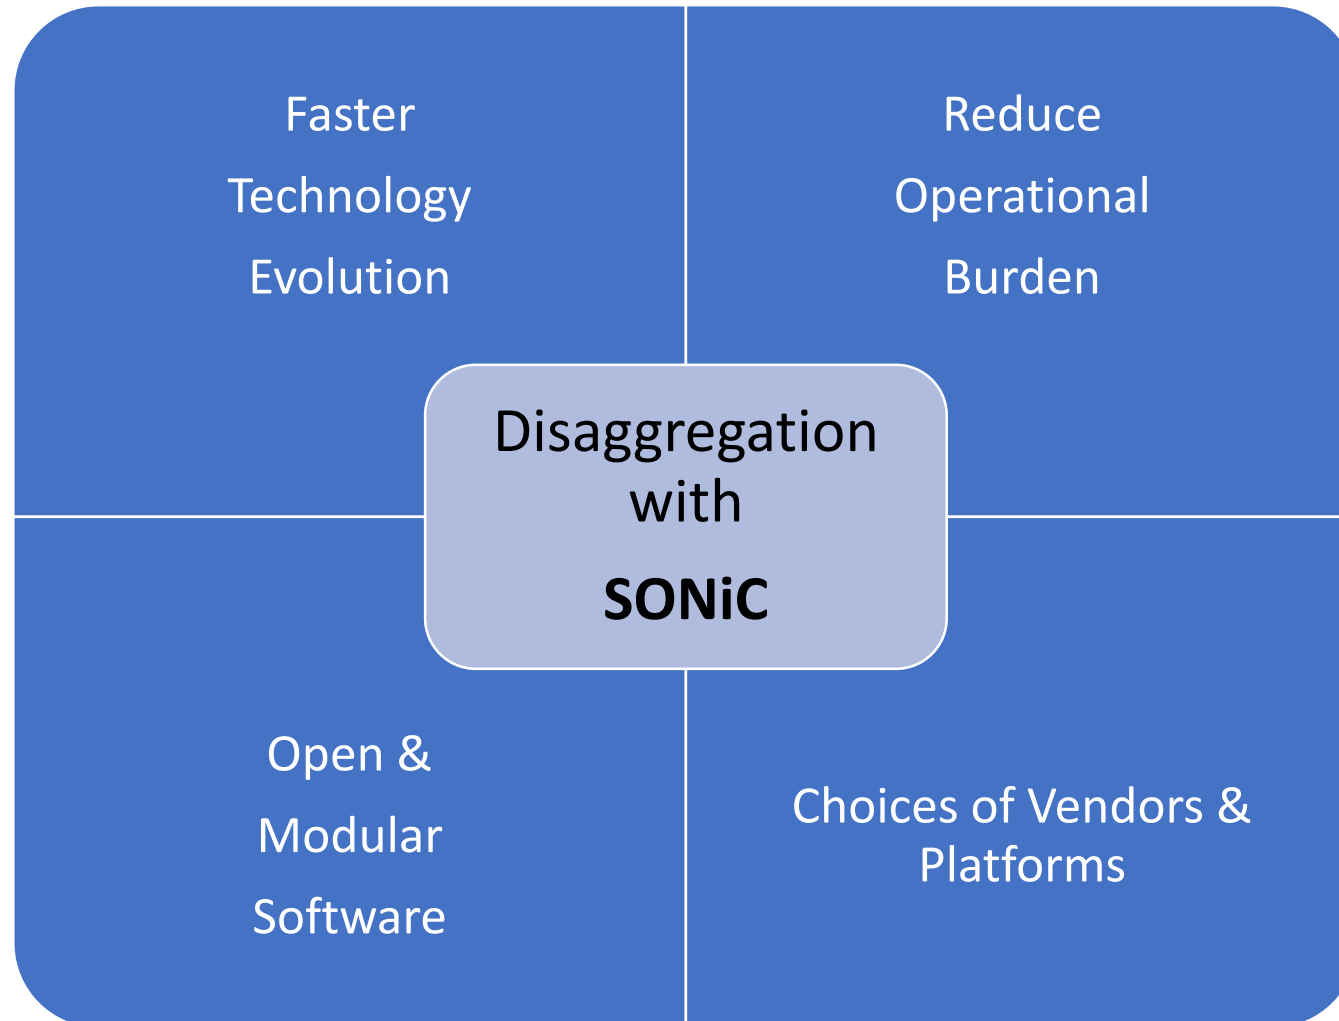 Faster
Technology
Evolution
Reduce
Operational
Burden
Disaggregation
with
SONiC
Open &
Modular
Software
Choices of Vendors &
Platforms